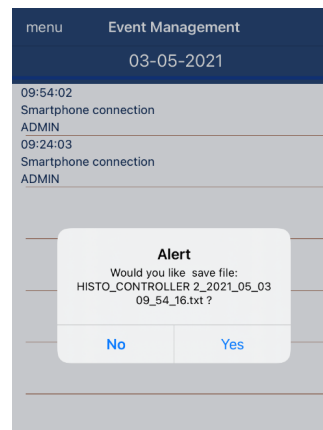 menu Event Management
03-05-2021
09:54:02
Smartphone connection
ADMIN
09:24:03
Smartphone connection
ADMIN
Alert
Would you like save file:
HISTO_CONTROLLER 2_2021_05_03
09_54_16.txt ?
No Yes